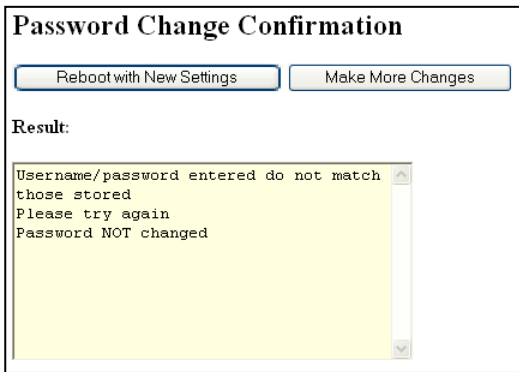 Password Change Confirmation
Reboot with New Settings Make More Changes
Result:
Username/password entered do not match
those stored
Please try again
Password NOT changed